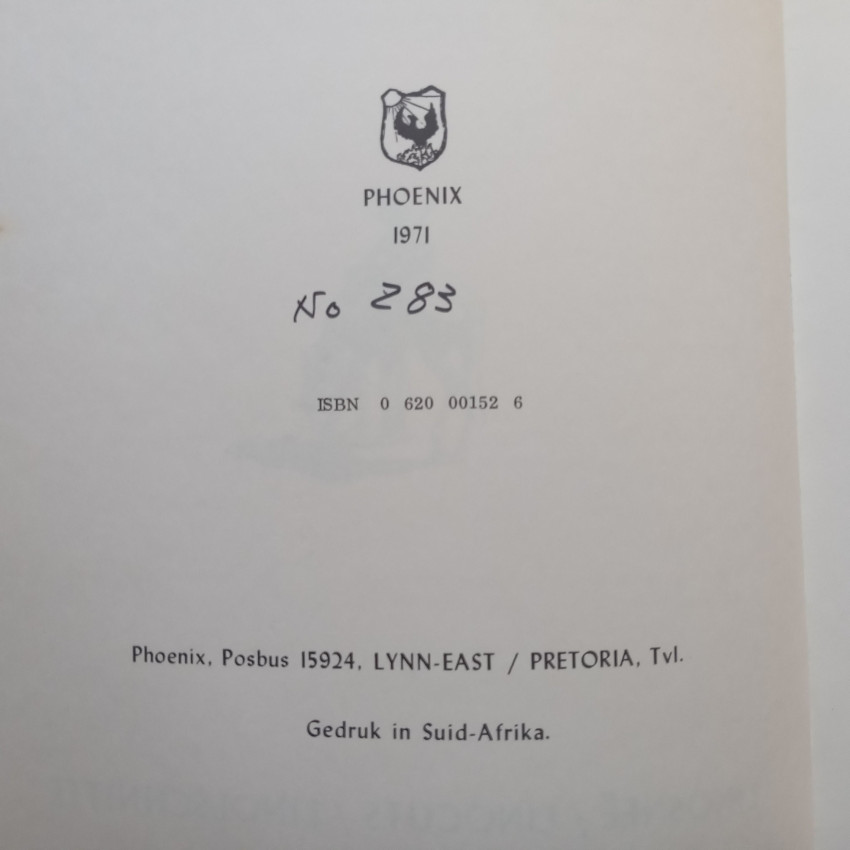 PHOENIX
1971
No 283
ISBN 0 620 00152 6
Phoenix, Posbus 15924, LYNN-EAST / PRETORIA, Tvl.
Gedruk in Suid-Afrika.